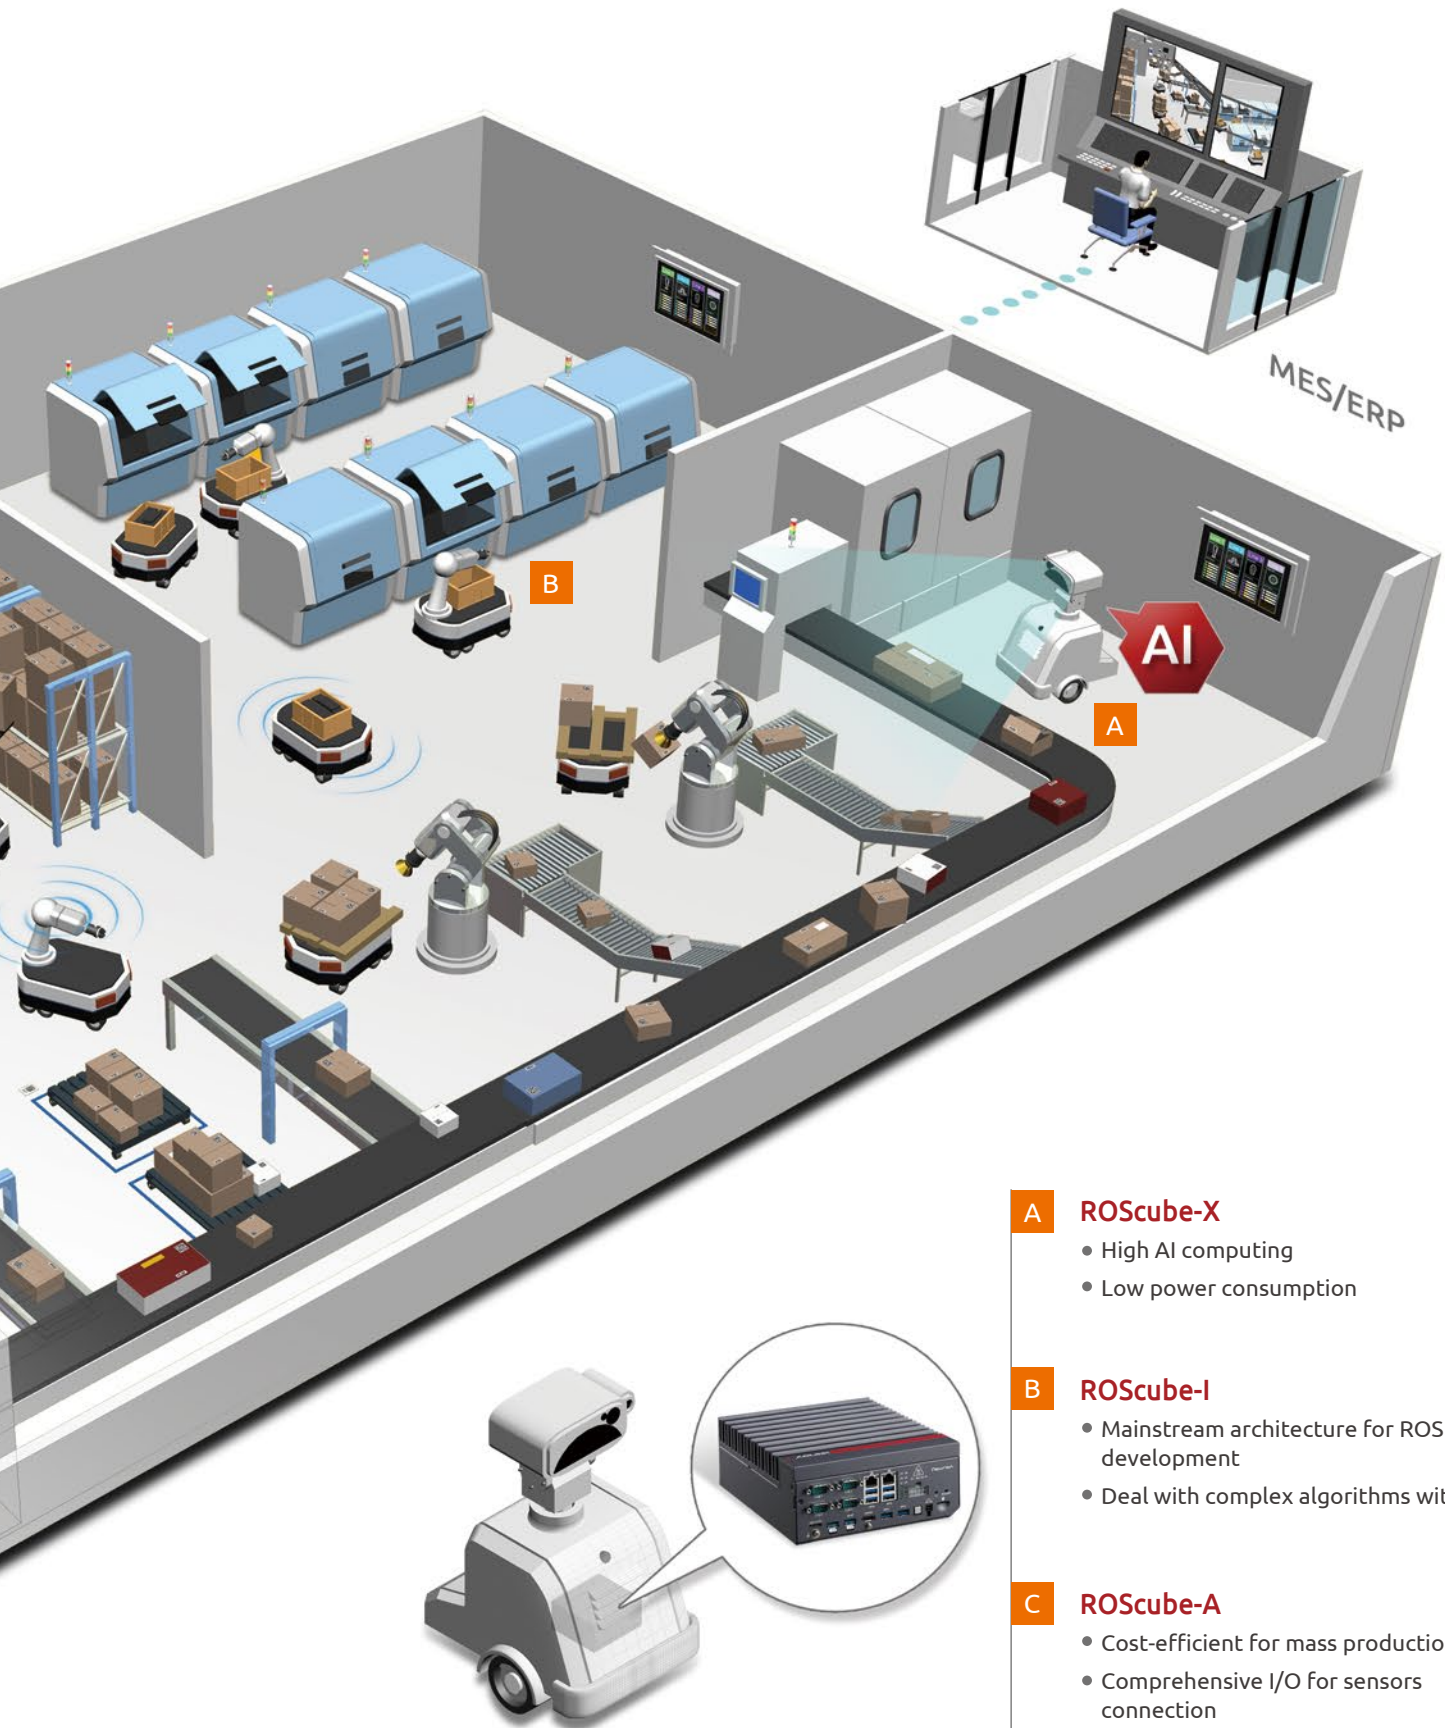 MES/ERP
B
AI
A
A
ROScube-X
• High AI computing
• Low power consumption
B
ROScube-I
• Mainstream architecture for ROS
development
• Deal with complex algorithms wit
C
ROScube-A
• Cost-efficient for mass productio
• Comprehensive I/O for sensors
connection